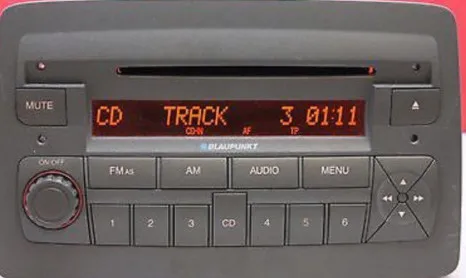 MUTE
CD TRACK 3 01:11
CD-IN AF TP
BLAUPUNKT
ON/OFF
FM AS AM AUDIO MENU
1 2 3 CD 4 5 6